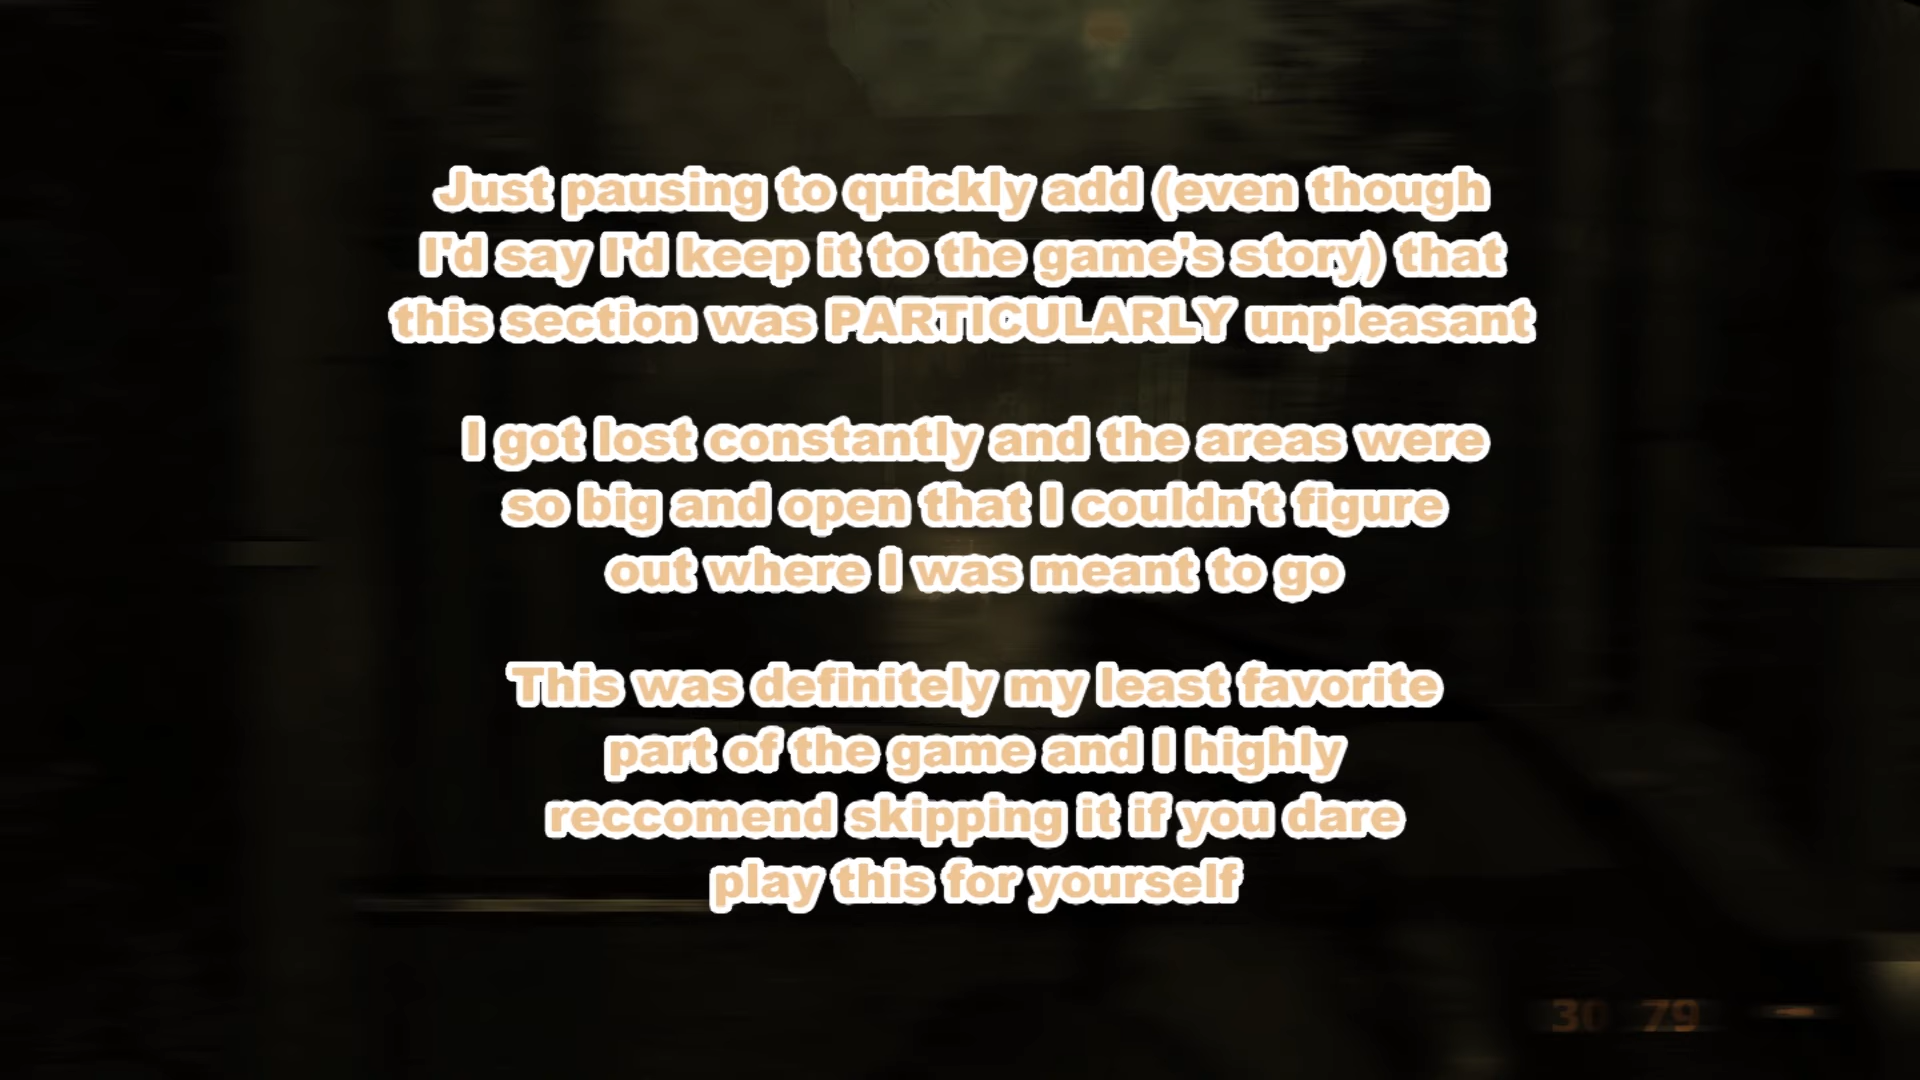 Just pausing to quickly add (even though
I'd say I'd keep it to the game's story) that
this section was PARTICULARLY unpleasant
I got lost constantly and the areas were
so big and open that I couldn't figure
out where I was meant to go
This was definitely my least favorite
part of the game and I highly
reccomend skipping it if you dare
play this for yourself
30 79